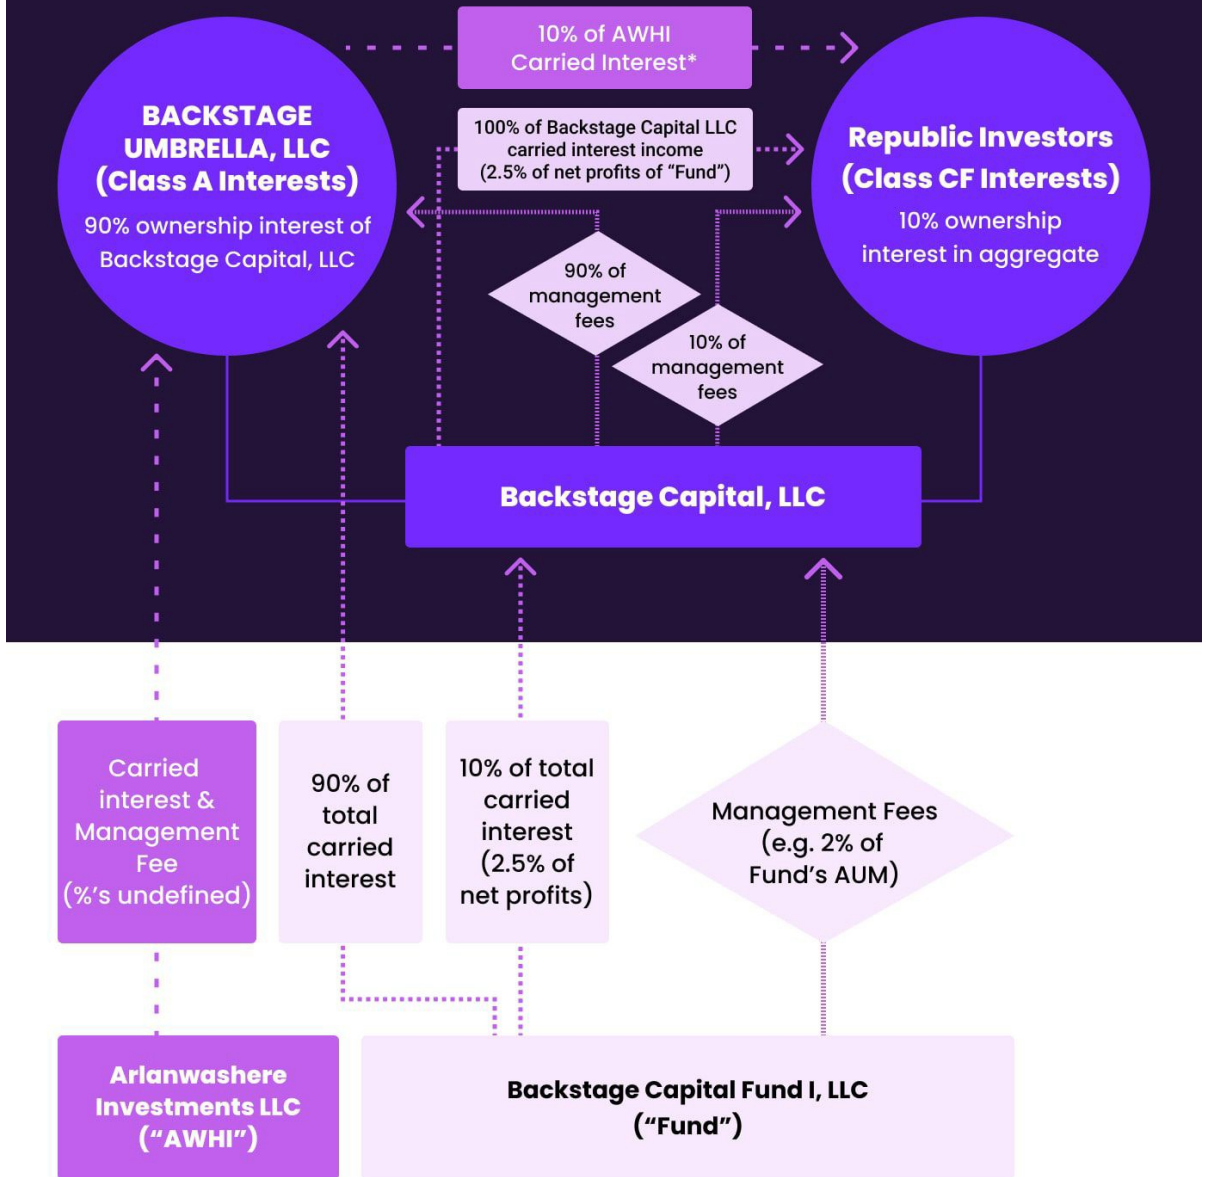 10% of AWHI
Carried Interest*
BACKSTAGE
UMBRELLA, LLC
(Class A Interests)
90% ownership interest of
Backstage Capital, LLC
100% of Backstage Capital LLC
carried interest income
(2.5% of net profits of “Fund”)
Republic Investors
(Class CF Interests)
10% ownership
interest in aggregate
90% of
management
fees
10% of
management
fees
Backstage Capital, LLC
Carried
interest &
Management
Fee
(%’s undefined)
90% of
total
carried
interest
10% of total
carried
interest
(2.5% of
net profits)
Management Fees
(e.g. 2% of
Fund’s AUM)
Arlanwashere
Investments LLC
(“AWHI”)
Backstage Capital Fund I, LLC
(“Fund”)